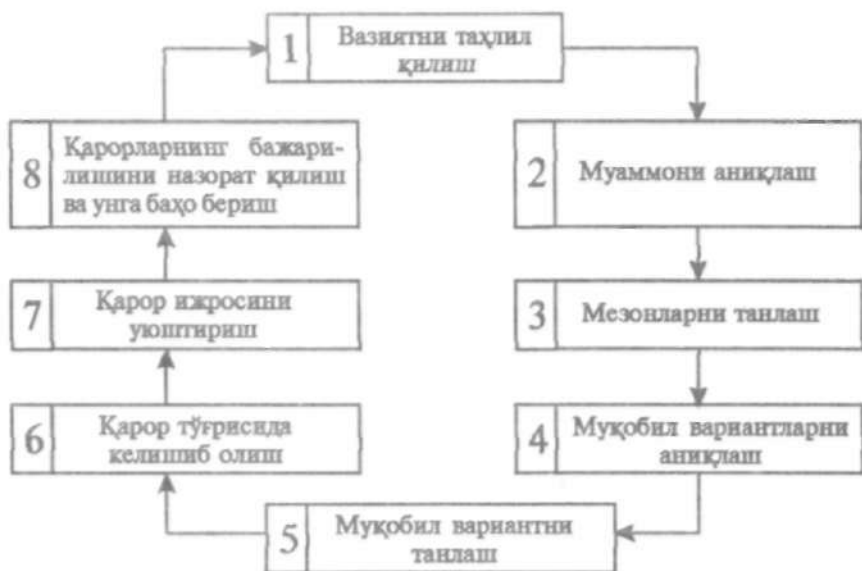 1 Вазиятни таҳлил
қилиш
2 Муаммони аниқлаш
3 Мезонларни танлаш
4 Муқобил вариантларни
аниқлаш
5 Муқобил вариантни
танлаш
6 Қарор тўғрисида
келишиб олиш
7 Қарор ижросини
уюштириш
8 Қарорларнинг бажари-
лишини назорат қилиш
ва унга баҳо бериш